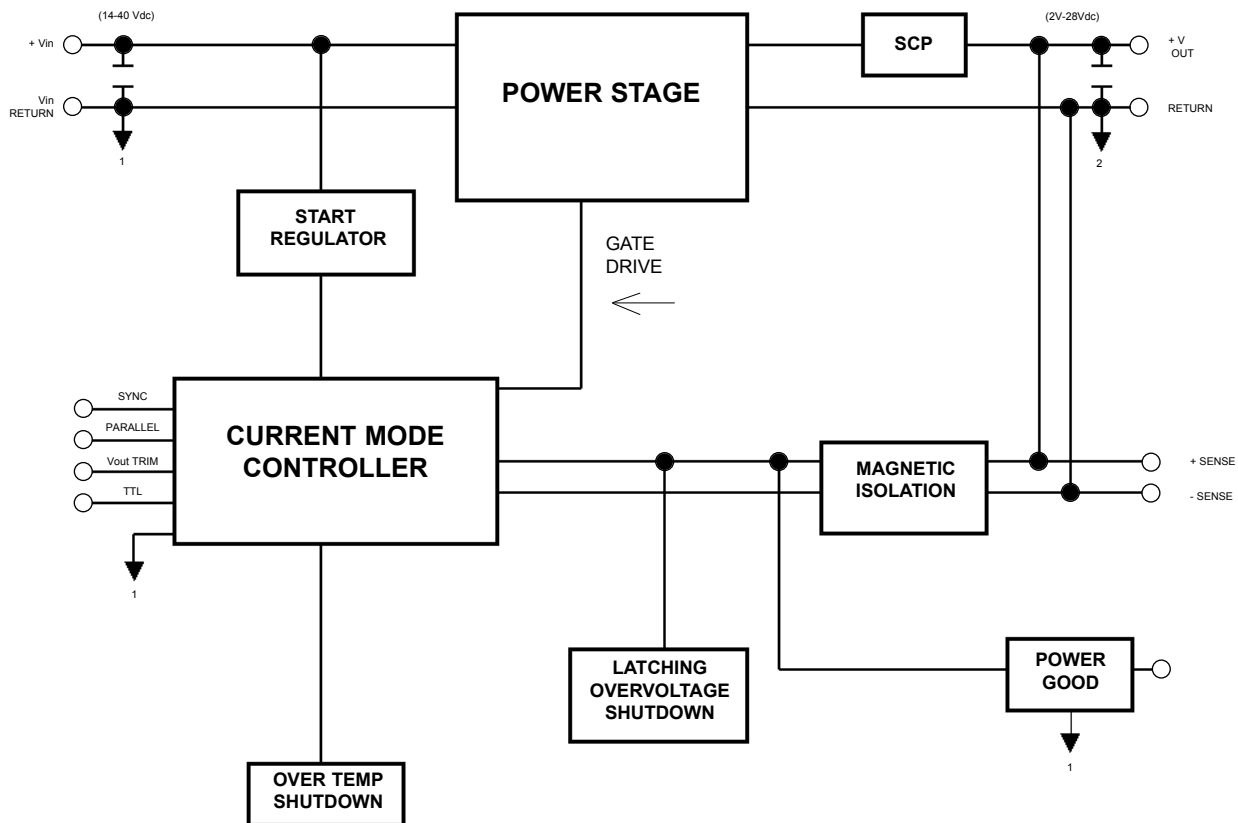 (14-40 Vdc)
(2V-28Vdc)
+ Vin
POWER STAGE
SCP
+ V
OUT
Vin
RETURN
RETURN
1
2
START
REGULATOR
GATE
DRIVE
SYNC
PARALLEL
Vout TRIM
TTL
CURRENT MODE
CONTROLLER
MAGNETIC
ISOLATION
+ SENSE
- SENSE
1
LATCHING
OVERVOLTAGE
SHUTDOWN
POWER
GOOD
1
OVER TEMP
SHUTDOWN